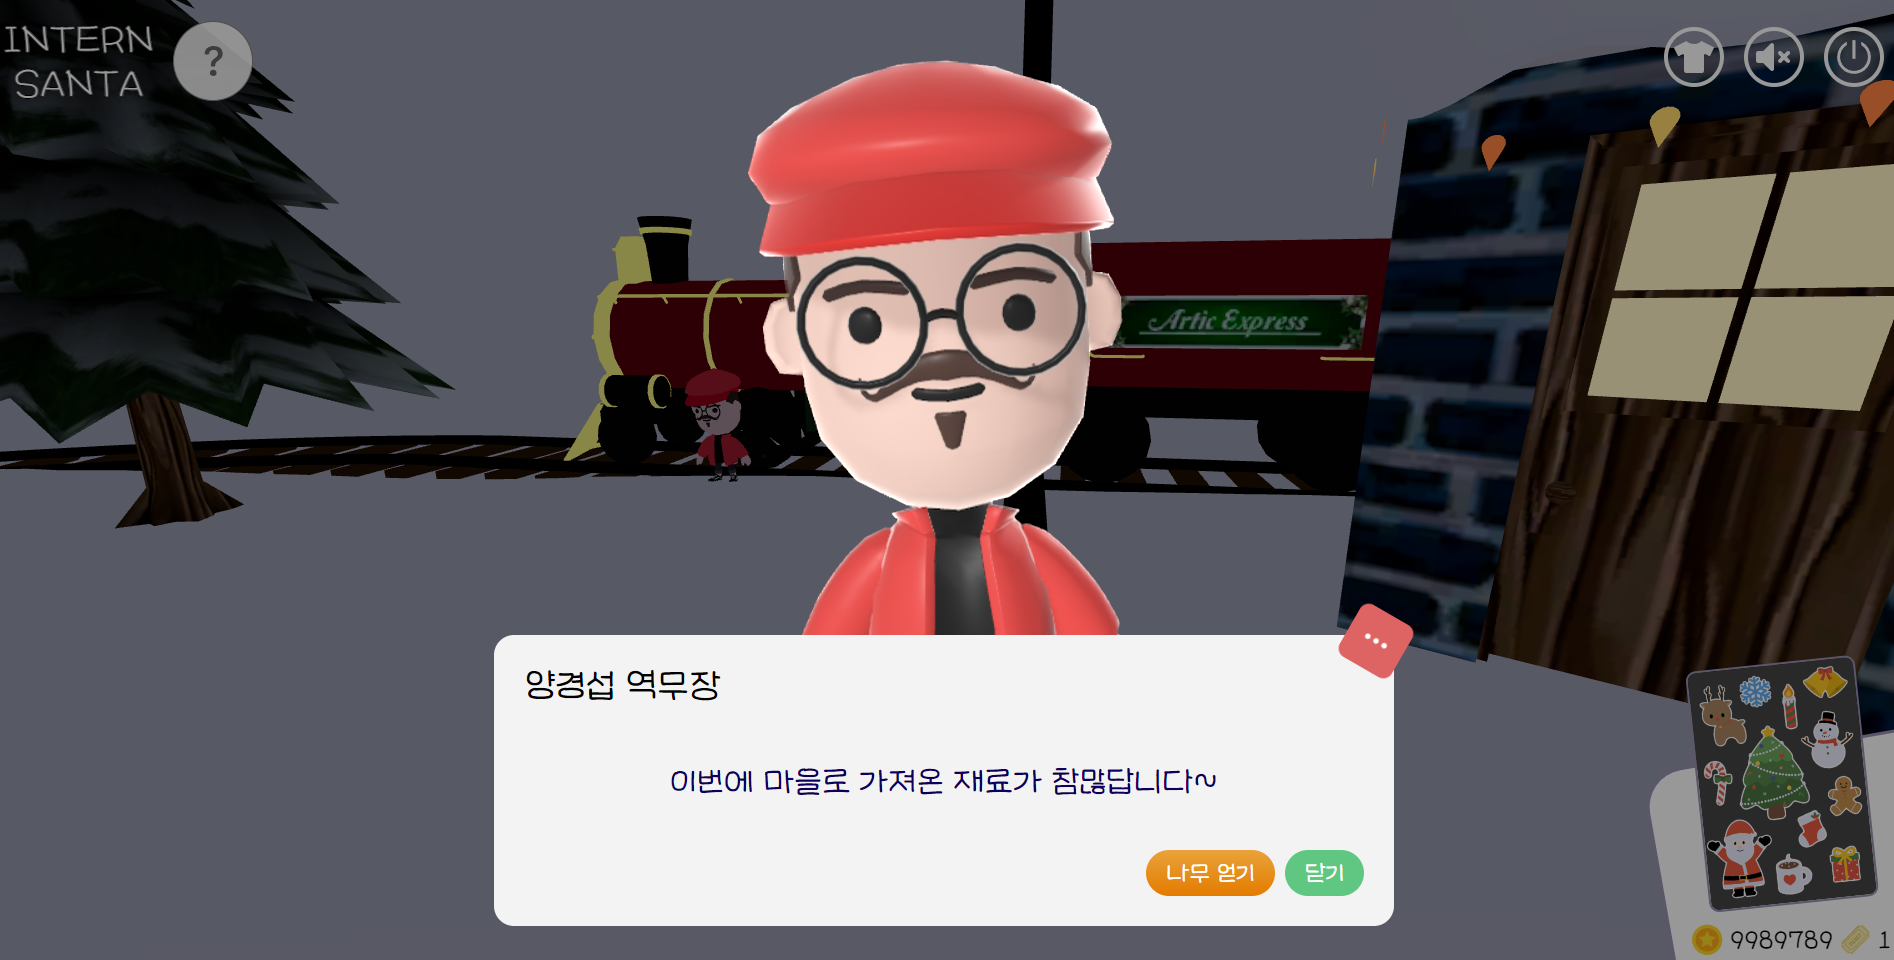 INTERN
SANTA
?
Artic Express
양경섭 역무장
이번에 마을로 가져온 재료가 참많답니다~
나무 얻기
닫기
9989789
1